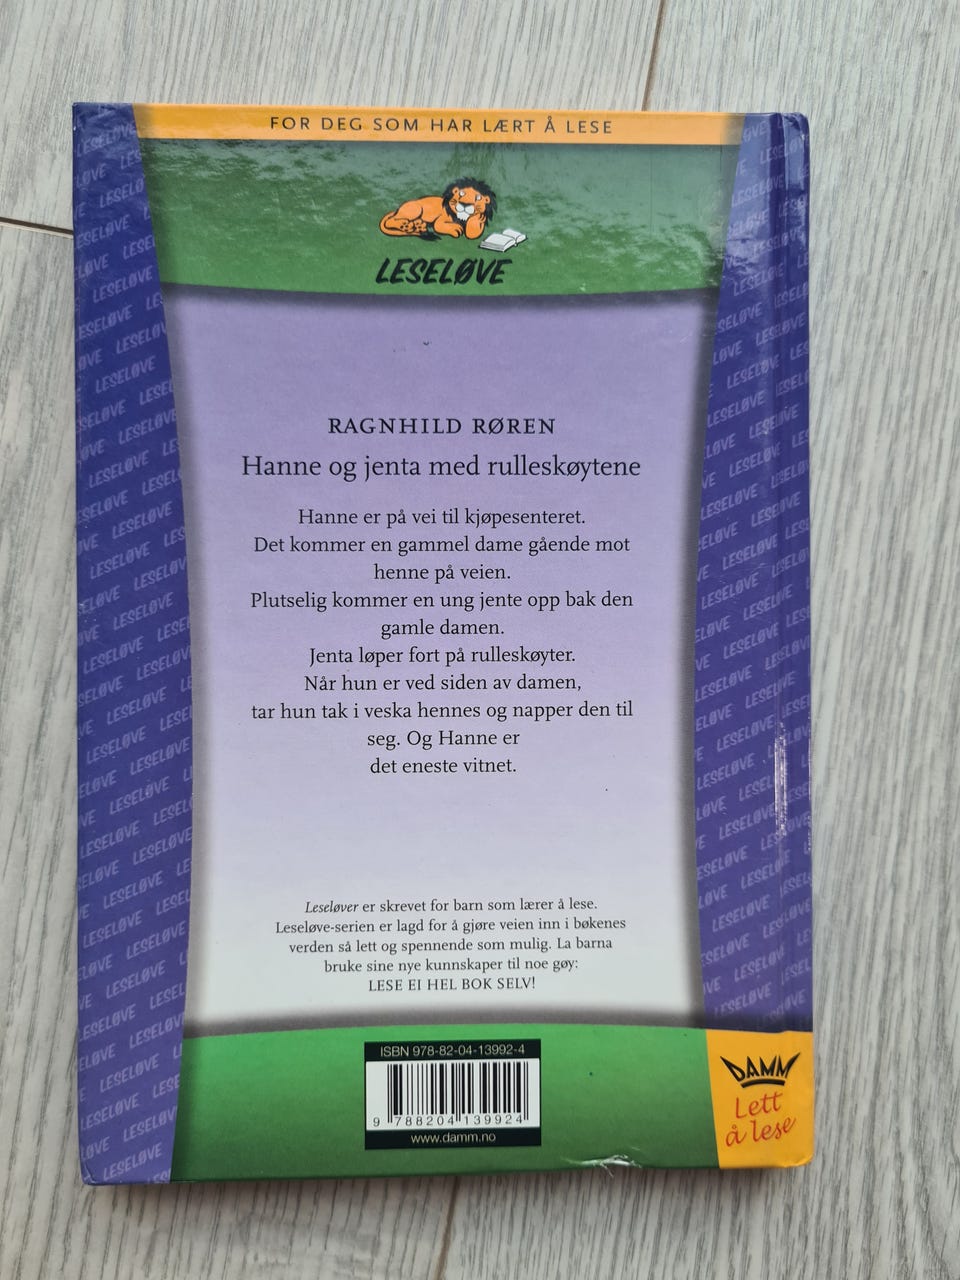 FOR DEG SOM HAR LÆRT Å LESE
LESELØVE
RAGNHILD RØREN
Hanne og jenta med rulleskøytene
Hanne er på vei til kjøpesenteret.
Det kommer en gammel dame gående mot
henne på veien.
Plutselig kommer en ung jente opp bak den
gamle damen.
Jenta løper fort på rulleskøyter.
Når hun er ved siden av damen,
tar hun tak i veska hennes og napper den til
seg. Og Hanne er
det eneste vitnet.
Leseløver er skrevet for barn som lærer å lese.
Leseløve-serien er lagd for å gjøre veien inn i bøkenes
verden så lett og spennende som mulig. La barna
bruke sine nye kunnskaper til noe gøy:
LESE EI HEL BOK SELV!
ISBN 978-82-04-13992-4
9 788204 139924
www.damm.no
DAMM
Lett
å lese